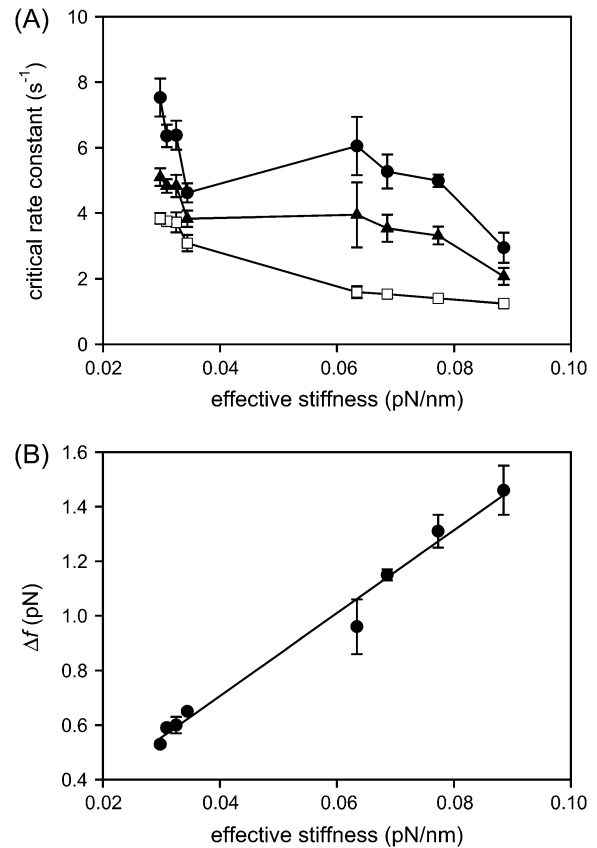 (A)
10
8
6
4
2
0
critical rate constant (s⁻¹)
0.02 0.04 0.06 0.08 0.10
effective stiffness (pN/nm)
(B)
1.6
1.4
1.2
1.0
0.8
0.6
0.4
Δf (pN)
0.02 0.04 0.06 0.08 0.10
effective stiffness (pN/nm)